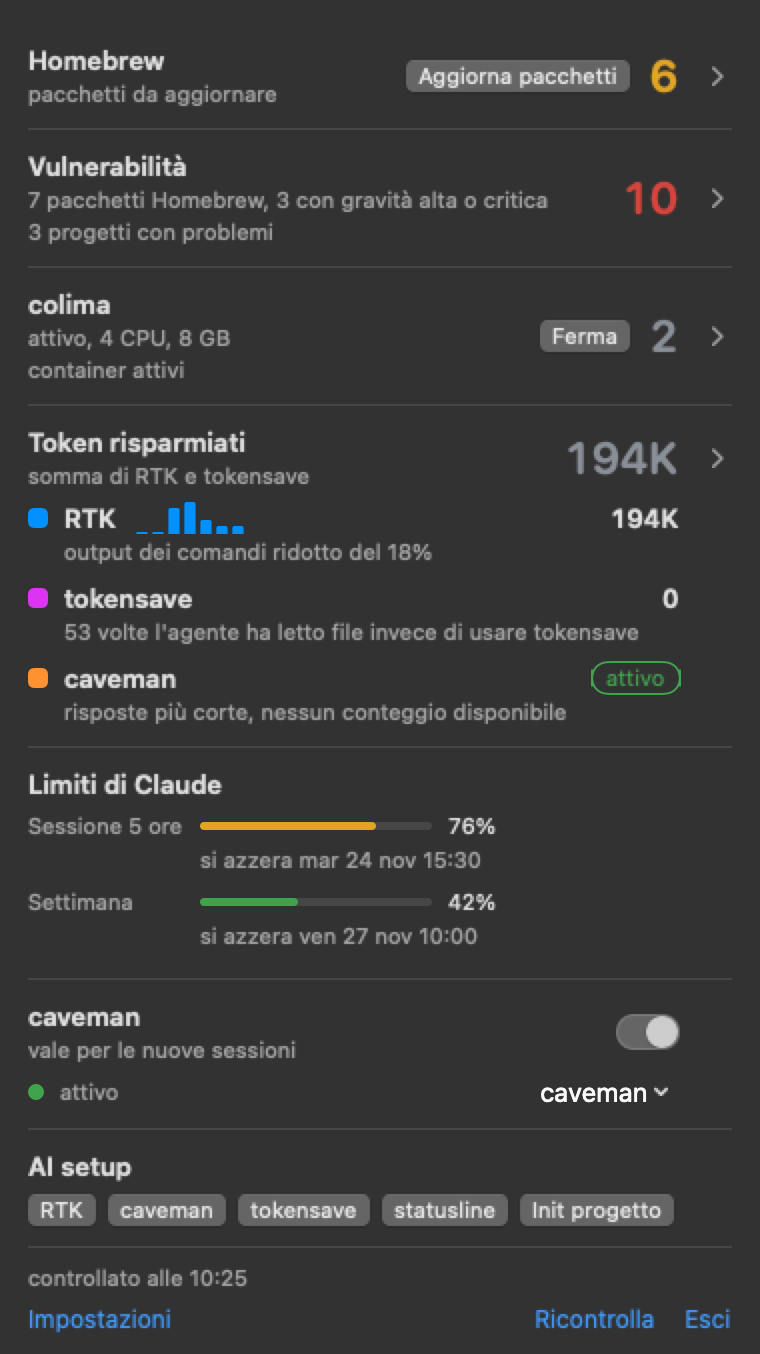 Homebrew
pacchetti da aggiornare
Aggiorna pacchetti
6
Vulnerabilità
7 pacchetti Homebrew, 3 con gravità alta o critica
3 progetti con problemi
10
colima
attivo, 4 CPU, 8 GB
container attivi
Ferma
2
Token risparmiati
somma di RTK e tokensave
194K
RTK
194K
output dei comandi ridotto del 18%
tokensave
0
53 volte l'agente ha letto file invece di usare tokensave
caveman
attivo
risposte più corte, nessun conteggio disponibile
Limiti di Claude
Sessione 5 ore
76%
si azzera mar 24 nov 15:30
Settimana
42%
si azzera ven 27 nov 10:00
caveman
vale per le nuove sessioni
attivo
caveman
AI setup
RTK
caveman
tokensave
statusline
Init progetto
controllato alle 10:25
Impostazioni
Ricontrolla
Esci